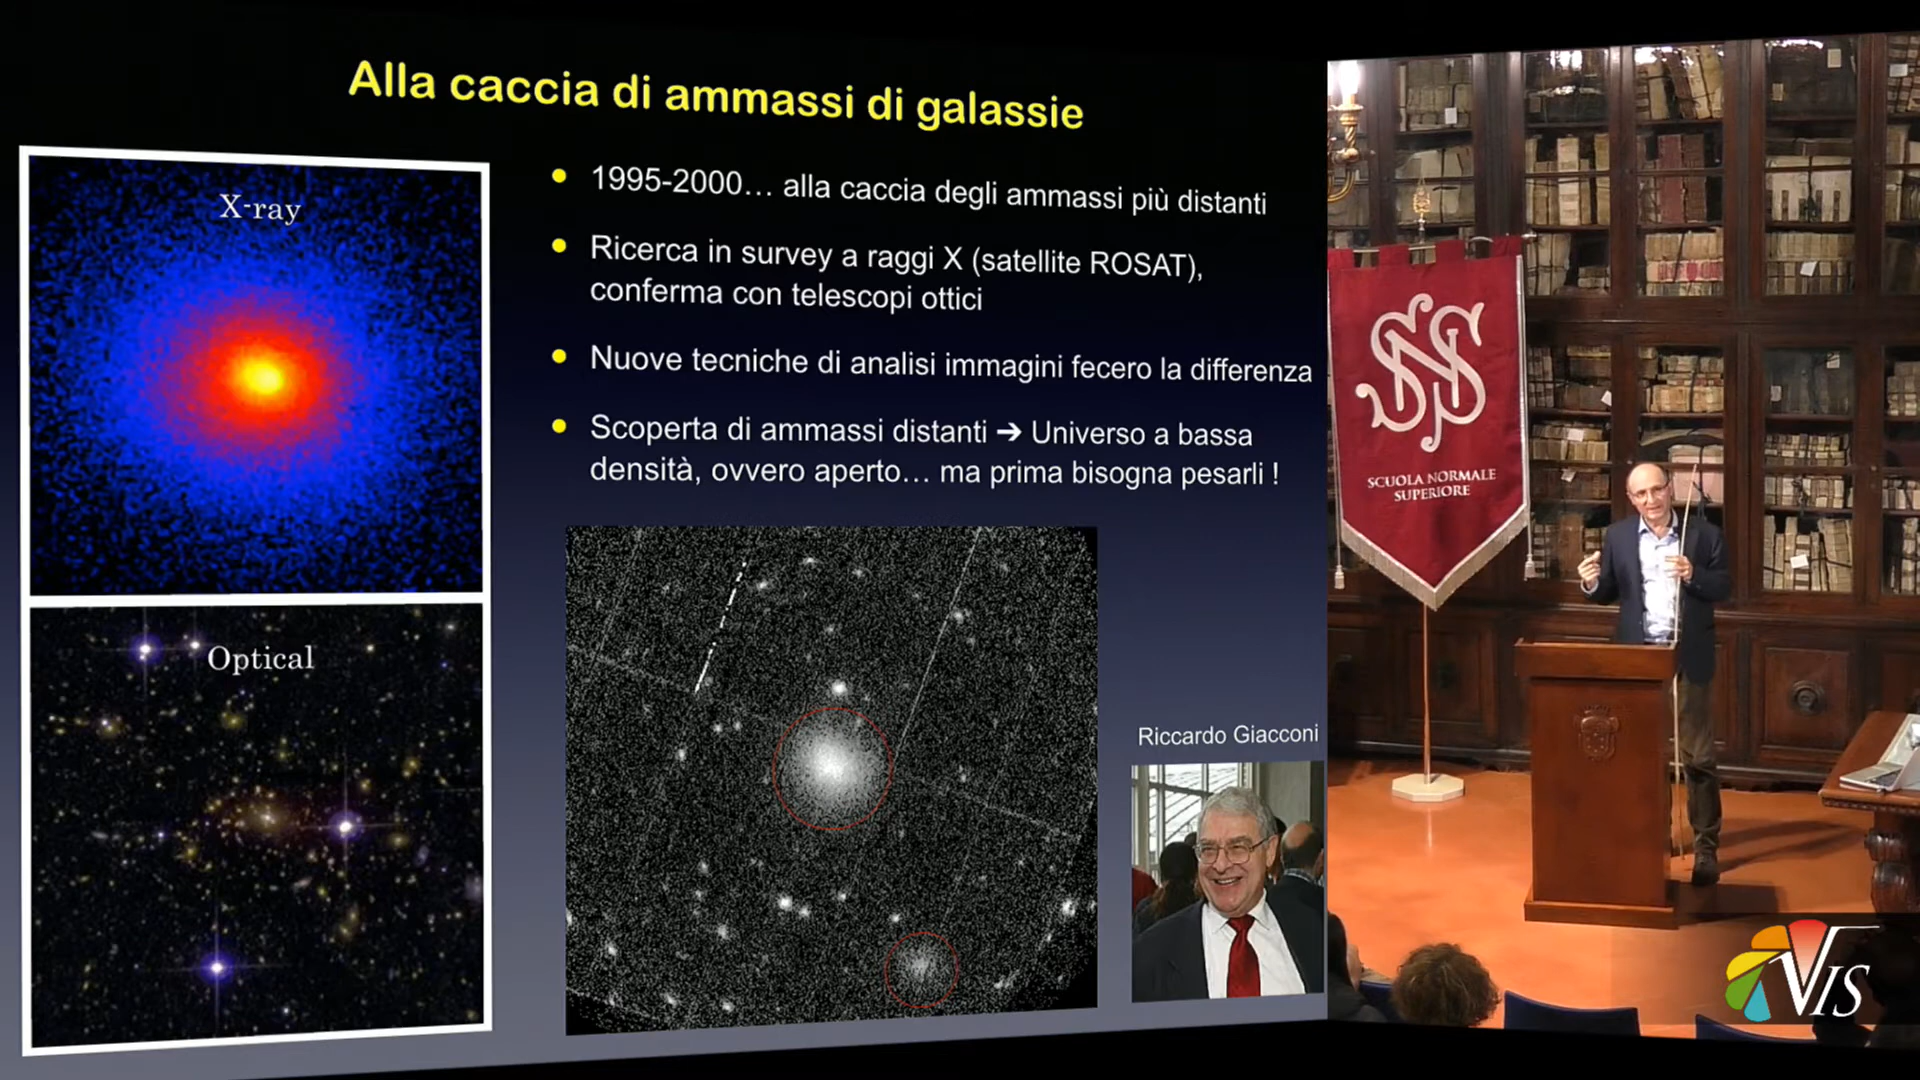 Alla caccia di ammassi di galassie
X-ray
Optical
1995-2000... alla caccia degli ammassi più distanti
Ricerca in survey a raggi X (satellite ROSAT),
conferma con telescopi ottici
Nuove tecniche di analisi immagini fecero la differenza
Scoperta di ammassi distanti ➔ Universo a bassa
densità, ovvero aperto... ma prima bisogna pesarli !
Riccardo Giacconi
SNS
SCUOLA NORMALE
SUPERIORE
VIS